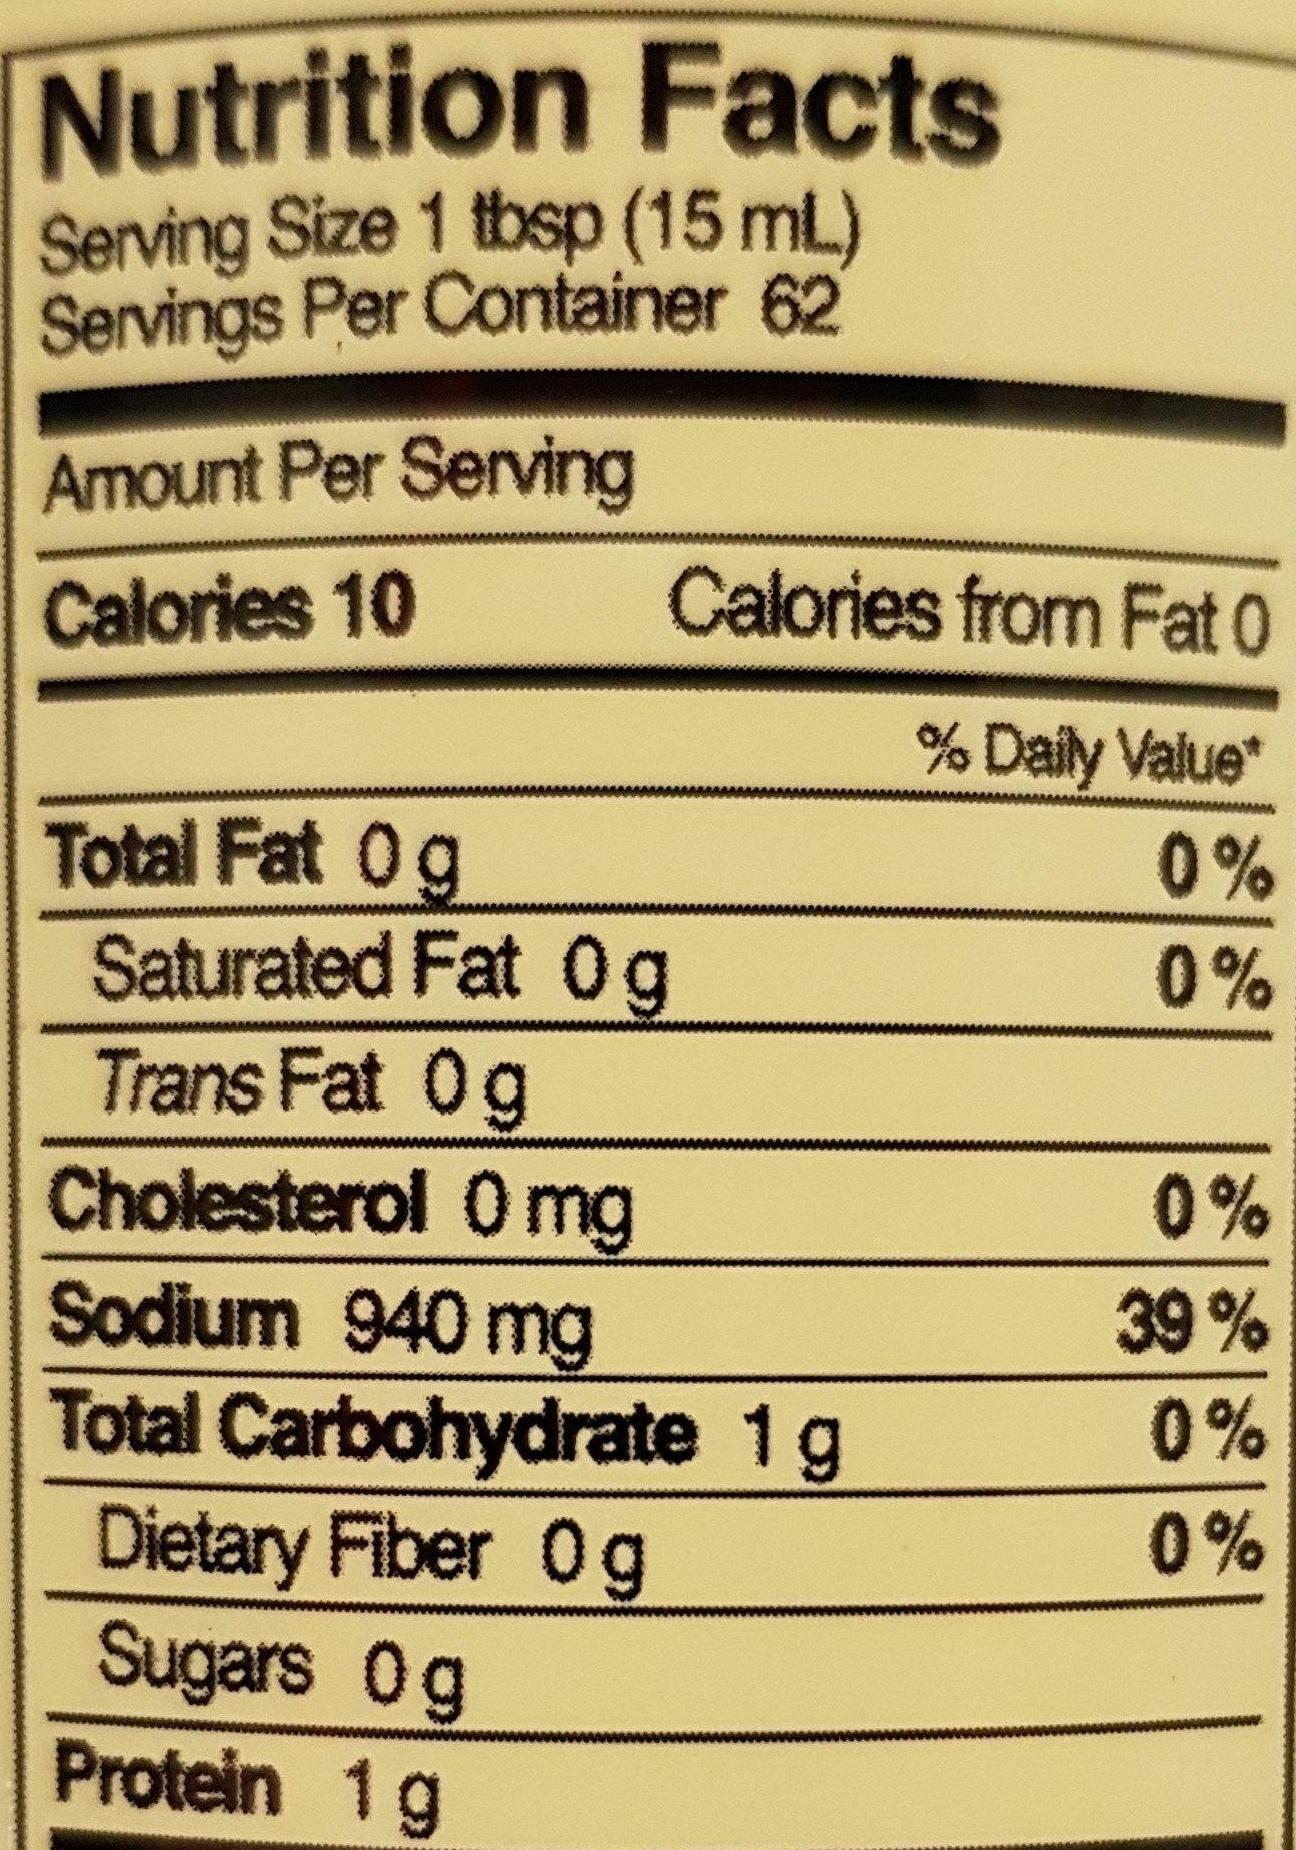 Nutrition Facts
Serving Size 1 tbsp (15 mL)
Servings Per Container 62
Amount Per Serving
Calories 10 Calories from Fat 0
% Daily Value*
Total Fat 0 g 0 %
Saturated Fat 0 g 0 %
Trans Fat 0 g
Cholesterol 0 mg 0 %
Sodium 940 mg 39 %
Total Carbohydrate 1 g 0 %
Dietary Fiber 0 g 0 %
Sugars 0 g
Protein 1 g